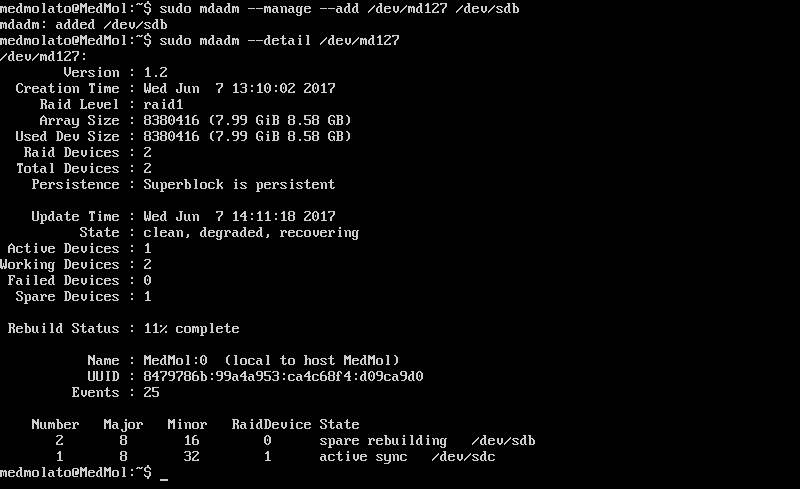 medmolato@MedMol:~$ sudo mdadm --manage --add /dev/md127 /dev/sdb
mdadm: added /dev/sdb
medmolato@MedMol:~$ sudo mdadm --detail /dev/md127
/dev/md127:
Version : 1.2
Creation Time : Wed Jun  7 13:10:02 2017
Raid Level : raid1
Array Size : 8380416 (7.99 GiB 8.58 GB)
Used Dev Size : 8380416 (7.99 GiB 8.58 GB)
Raid Devices : 2
Total Devices : 2
Persistence : Superblock is persistent
Update Time : Wed Jun  7 14:11:18 2017
State : clean, degraded, recovering
Active Devices : 1
Working Devices : 2
Failed Devices : 0
Spare Devices : 1
Rebuild Status : 11% complete
Name : MedMol:0  (local to host MedMol)
UUID : 8479786b:99a4a953:ca4c68f4:d09ca9d0
Events : 25
Number   Major   Minor   RaidDevice State
2       8       16        0      spare rebuilding   /dev/sdb
1       8       32        1      active sync   /dev/sdc
medmolato@MedMol:~$ _